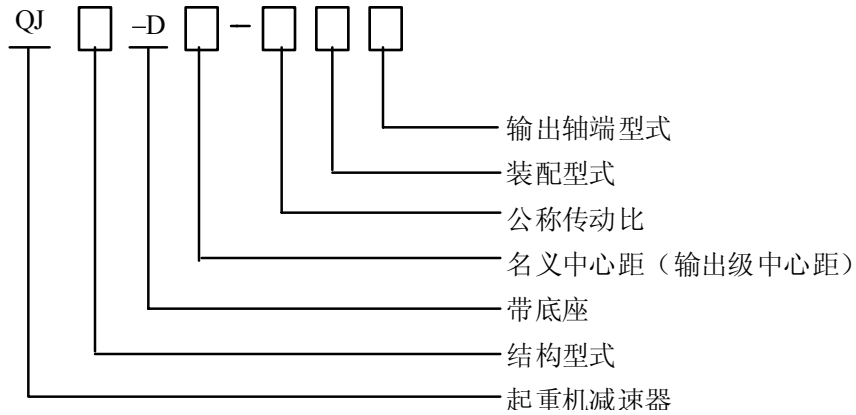 QJ □ –D □ – □ □ □
输出轴端型式
装配型式
公称传动比
名义中心距（输出级中心距）
带底座
结构型式
起重机减速器